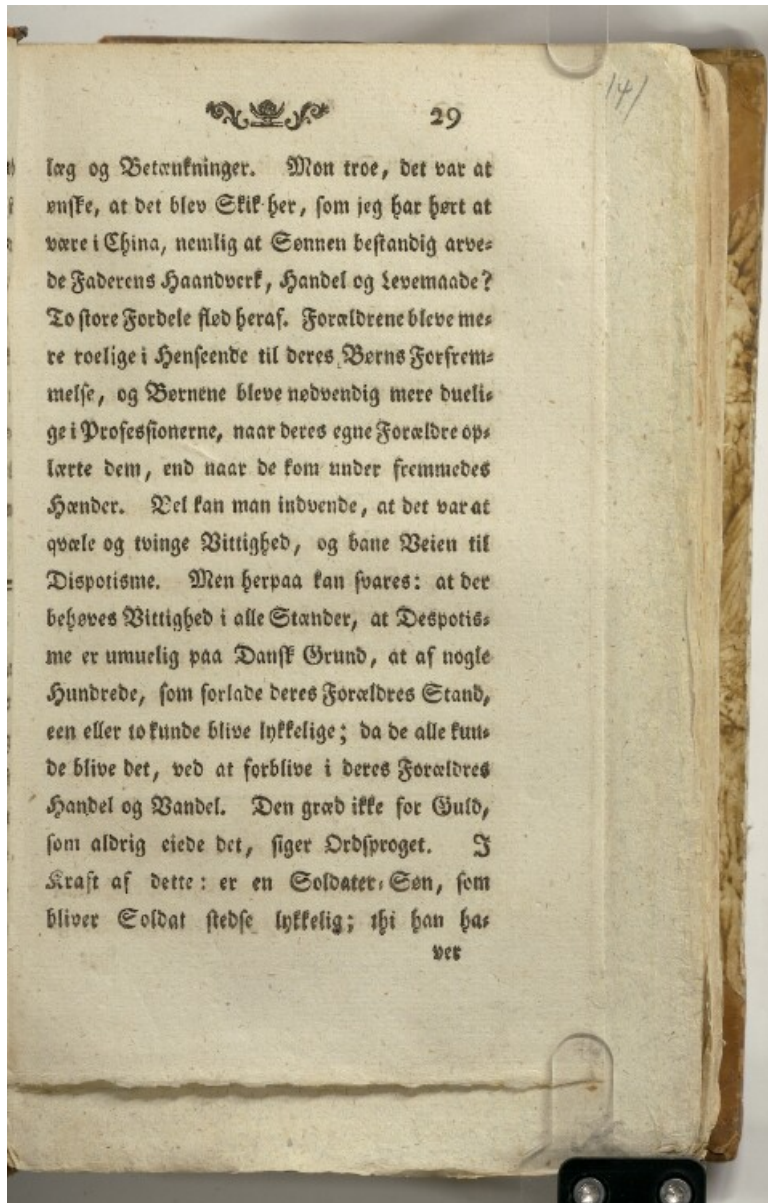 29
141
læg og Betænkninger. Mon troe, det var at
ønske, at det blev Skik her, som jeg har hørt at
være i China, nemlig at Sønnen bestandig arve-
de Faderens Haandverk, Handel og Levemaade?
To store Fordele flød heraf. Forældrene bleve me-
re roelige i Henseende til deres Børns Forfrem-
melse, og Børnene bleve nødvendig mere dueli-
ge i Professionerne, naar deres egne Forældre op-
lærte dem, end naar de kom under fremmedes
Hænder. Vel kan man indvende, at det var at
qvæle og tvinge Vittighed, og bane Veien til
Dispotisme. Men herpaa kan svares: at der
behøves Vittighed i alle Stænder, at Despotis-
me er umuelig paa Dansk Grund, at af nogle
Hundrede, som forlade deres Forældres Stand,
een eller to kunde blive lykkelige; da de alle kun-
de blive det, ved at forblive i deres Forældres
Handel og Vandel. Den græd ikke for Guld,
som aldrig eiede det, siger Ordsproget. I
Kraft af dette: er en Soldater-Søn, som
bliver Soldat stedse lykkelig; thi han ha-
ver